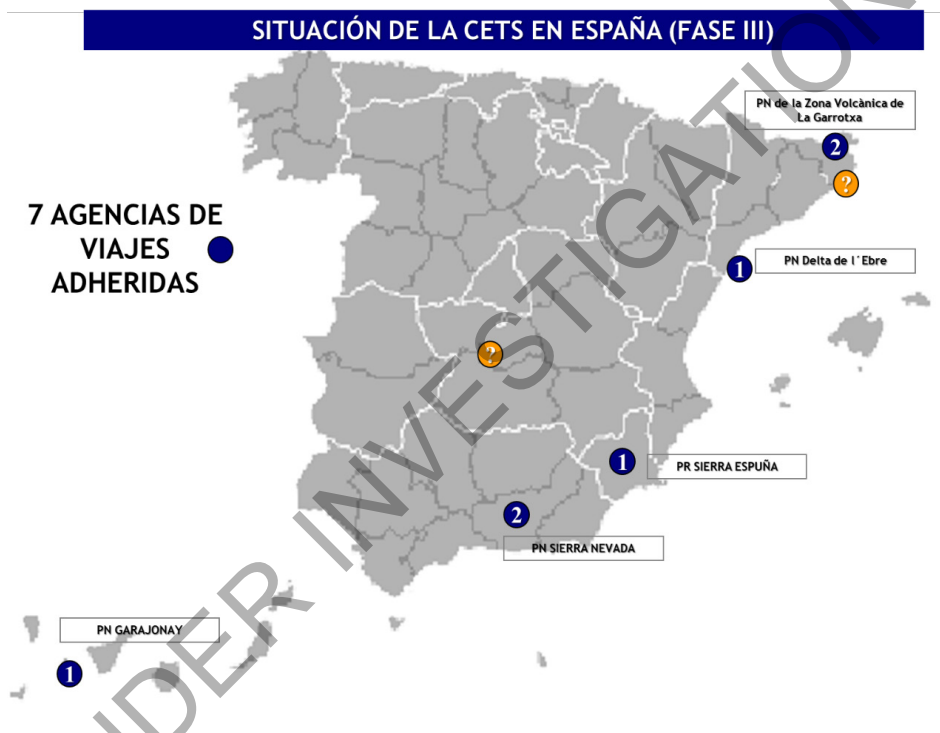 SITUACIÓN DE LA CETS EN ESPAÑA (FASE III)
PN de la Zona Volcànica de
La Garrotxa
2
?
7 AGENCIAS DE
VIAJES
ADHERIDAS
1
PN Delta de l´Ebre
?
1
PR SIERRA ESPUÑA
2
PN SIERRA NEVADA
PN GARAJONAY
1
UNDER INVESTIGATION